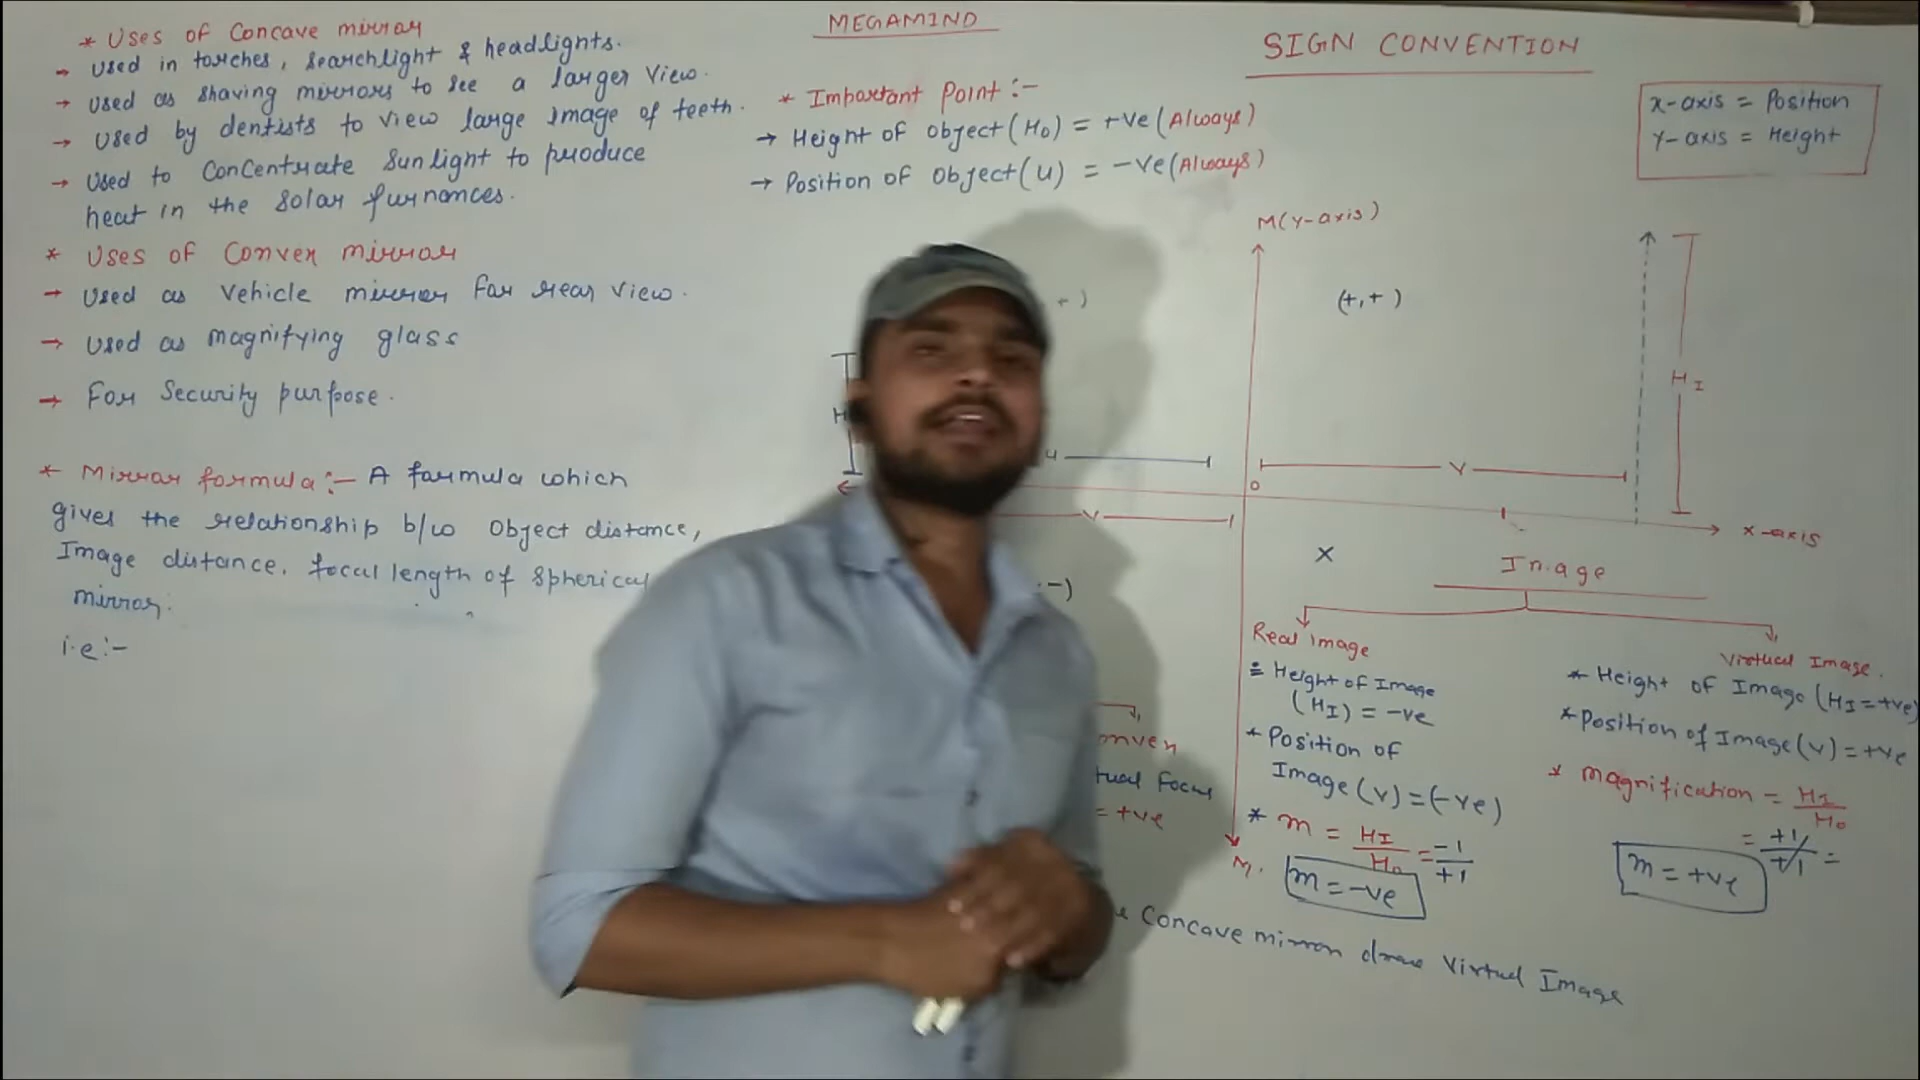 MEGAMIND
* Uses of Concave mirror
→ used in torches, searchlight & headlights.
→ used as shaving mirrors to see a larger view.
→ used by dentists to view large image of teeth.
→ used to concentrate sunlight to produce
heat in the solar furnances.
* Uses of Convex mirror
→ used as vehicle mirror for rear view.
→ used as magnifying glass
→ For Security purpose.
* Mirror formula :- A formula which
gives the relationship b/w object distance,
Image distance, focal length of spherical
mirror.
i.e :-
* Important Point :-
→ Height of object (Ho) = +ve (Always)
→ Position of object (u) = -ve (Always)
SIGN CONVENTION
x-axis = Position
Y-axis = Height
M (Y-axis)
+ )
(+,+ )
H
HI
u
V
O
V
x-axis
-)
X
Image
Real image
Virtual Image.
* Height of Image
(HI) = -ve
* Position of
Image (v) = (-ve)
* m = HI/Ho = -1/+1
m = -ve
* Height of Image (HI = +ve)
* Position of Image (v) = +ve
* magnification = HI/Ho
= +1/+1 =
m = +ve
onvex
tual Focus
= +ve
Concave mirror draw Virtual Image